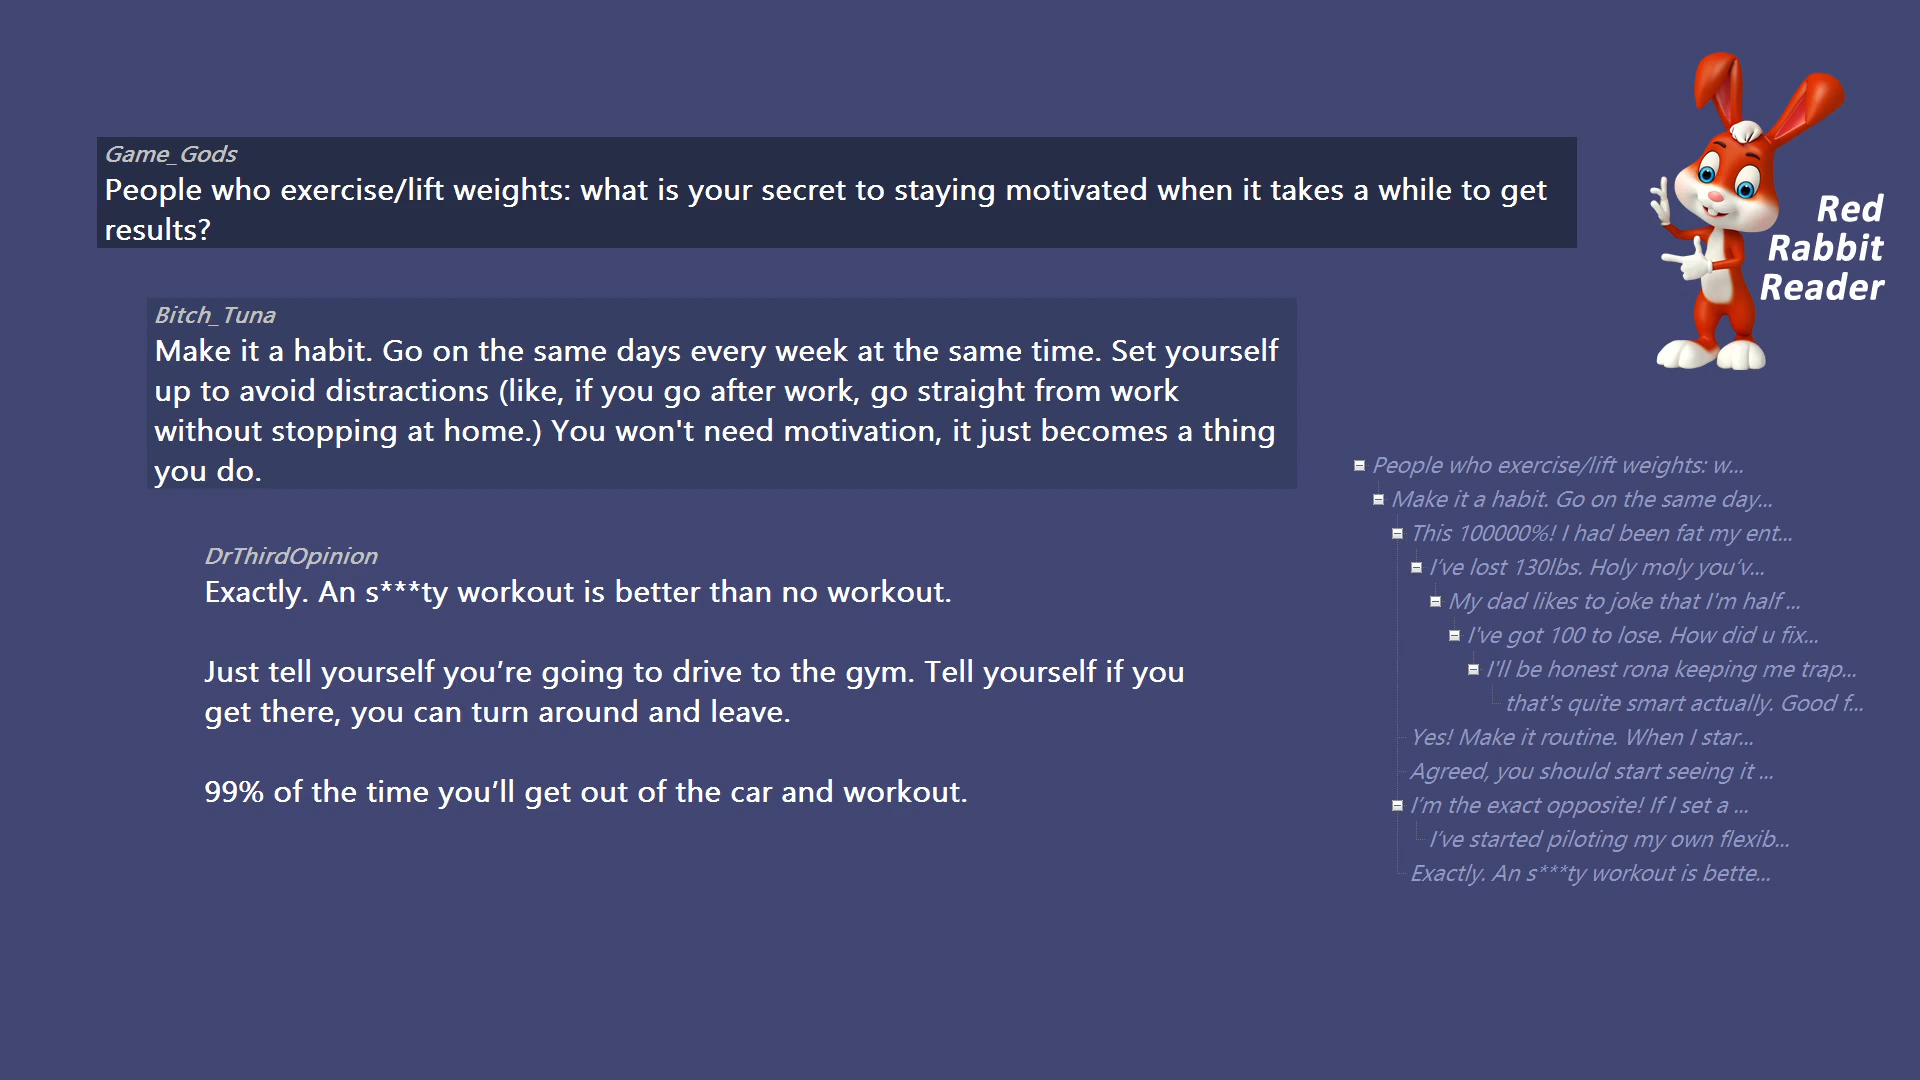 Game_Gods
People who exercise/lift weights: what is your secret to staying motivated when it takes a while to get
results?
Bitch_Tuna
Make it a habit. Go on the same days every week at the same time. Set yourself
up to avoid distractions (like, if you go after work, go straight from work
without stopping at home.) You won't need motivation, it just becomes a thing
you do.
DrThirdOpinion
Exactly. An s***ty workout is better than no workout.
Just tell yourself you’re going to drive to the gym. Tell yourself if you
get there, you can turn around and leave.
99% of the time you’ll get out of the car and workout.
Red
Rabbit
Reader
People who exercise/lift weights: w...
Make it a habit. Go on the same day...
This 100000%! I had been fat my ent...
I’ve lost 130lbs. Holy moly you’v...
My dad likes to joke that I'm half ...
I've got 100 to lose. How did u fix...
I'll be honest rona keeping me trap...
that's quite smart actually. Good f...
Yes! Make it routine. When I star...
Agreed, you should start seeing it ...
I’m the exact opposite! If I set a ...
I’ve started piloting my own flexib...
Exactly. An s***ty workout is bette...